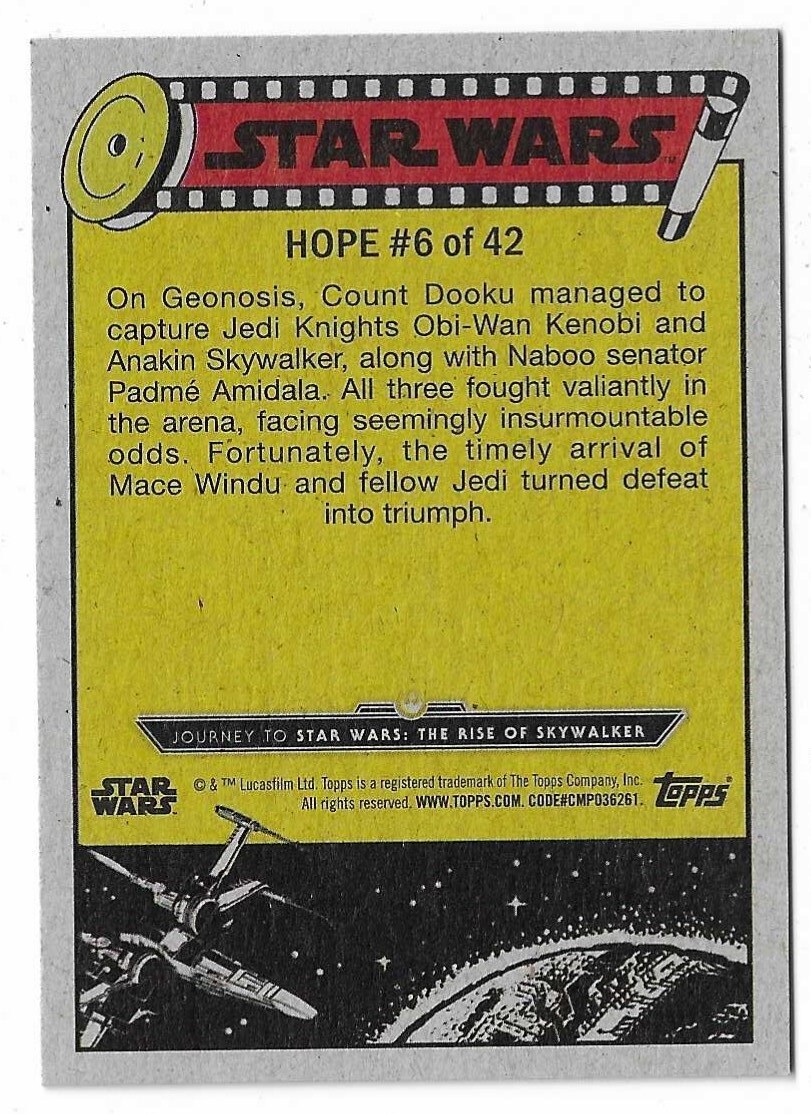 STAR WARS™
HOPE #6 of 42
On Geonosis, Count Dooku managed to
capture Jedi Knights Obi-Wan Kenobi and
Anakin Skywalker, along with Naboo senator
Padmé Amidala. All three fought valiantly in
the arena, facing seemingly insurmountable
odds. Fortunately, the timely arrival of
Mace Windu and fellow Jedi turned defeat
into triumph.
JOURNEY TO STAR WARS: THE RISE OF SKYWALKER
STAR
WARS™
© & ™ Lucasfilm Ltd. Topps is a registered trademark of The Topps Company, Inc.
All rights reserved. WWW.TOPPS.COM. CODE#CMP036261.
topps®